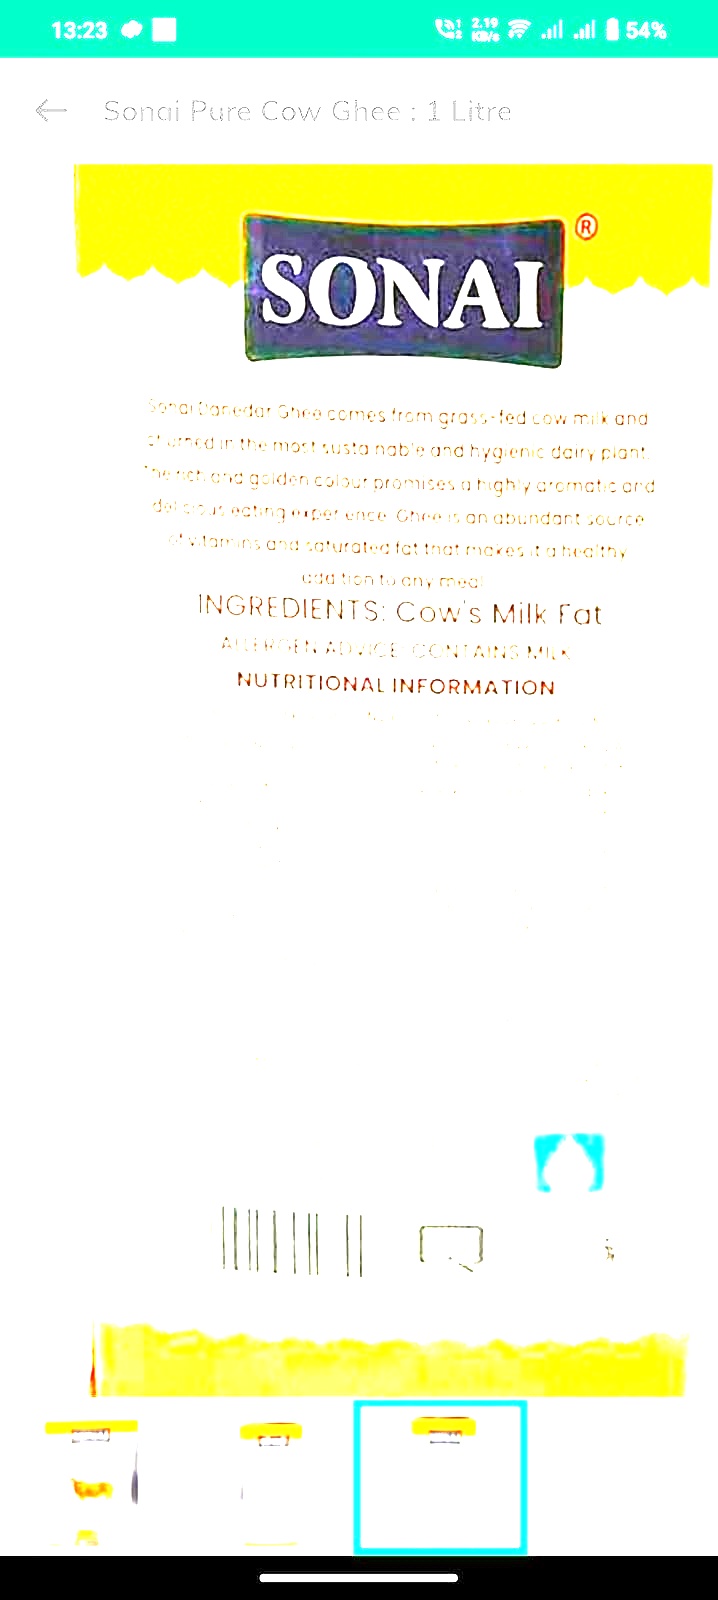 13:23
2.19 KB/s
54%
Sonai Pure Cow Ghee : 1 Litre
SONAI ®
Sonai Danedar Ghee comes from grass-fed cow milk and
churned in the most sustainable and hygienic dairy plant.
The rich and golden colour promises a highly aromatic and
delicious eating experience. Ghee is an abundant source
of vitamins and saturated fat that makes it a healthy
addition to any meal
INGREDIENTS: Cow's Milk Fat
ALLERGEN ADVICE: CONTAINS MILK
NUTRITIONAL INFORMATION